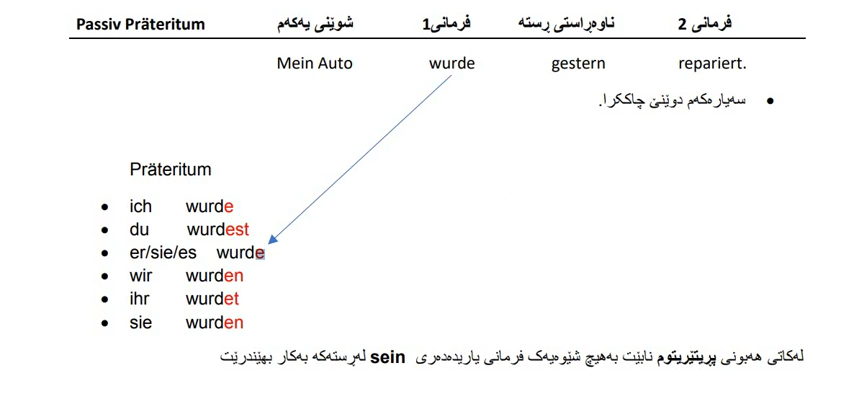 Passiv Präteritum شوێنی یەکەم فرمانی1 ناوەڕاستی ڕستە فرمانی 2
Mein Auto wurde gestern repariert.
• سەیارەکەم دوێنێ چاککرا.
Präteritum
• ich wurde
• du wurdest
• er/sie/es wurde
• wir wurden
• ihr wurdet
• sie wurden
لەکاتی هەبونی پریتێریتوم نابێت بەهیچ شێوەیەک فرمانی یاریدەدەری sein لەڕستەکە بەکار بهێندرێت